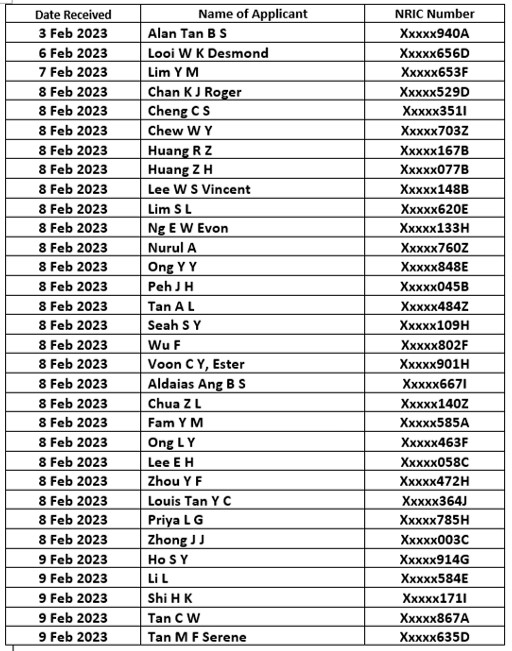 Date Received Name of Applicant NRIC Number
3 Feb 2023 Alan Tan B S Xxxxx940A
6 Feb 2023 Looi W K Desmond Xxxxx656D
7 Feb 2023 Lim Y M Xxxxx653F
8 Feb 2023 Chan K J Roger Xxxxx529D
8 Feb 2023 Cheng C S Xxxxx351I
8 Feb 2023 Chew W Y Xxxxx703Z
8 Feb 2023 Huang R Z Xxxxx167B
8 Feb 2023 Huang Z H Xxxxx077B
8 Feb 2023 Lee W S Vincent Xxxxx148B
8 Feb 2023 Lim S L Xxxxx620E
8 Feb 2023 Ng E W Evon Xxxxx133H
8 Feb 2023 Nurul A Xxxxx760Z
8 Feb 2023 Ong Y Y Xxxxx848E
8 Feb 2023 Peh J H Xxxxx045B
8 Feb 2023 Tan A L Xxxxx484Z
8 Feb 2023 Seah S Y Xxxxx109H
8 Feb 2023 Wu F Xxxxx802F
8 Feb 2023 Voon C Y, Ester Xxxxx901H
8 Feb 2023 Aldaias Ang B S Xxxxx667I
8 Feb 2023 Chua Z L Xxxxx140Z
8 Feb 2023 Fam Y M Xxxxx585A
8 Feb 2023 Ong L Y Xxxxx463F
8 Feb 2023 Lee E H Xxxxx058C
8 Feb 2023 Zhou Y F Xxxxx472H
8 Feb 2023 Louis Tan Y C Xxxxx364J
8 Feb 2023 Priya L G Xxxxx785H
8 Feb 2023 Zhong J J Xxxxx003C
9 Feb 2023 Ho S Y Xxxxx914G
9 Feb 2023 Li L Xxxxx584E
9 Feb 2023 Shi H K Xxxxx171I
9 Feb 2023 Tan C W Xxxxx867A
9 Feb 2023 Tan M F Serene Xxxxx635D